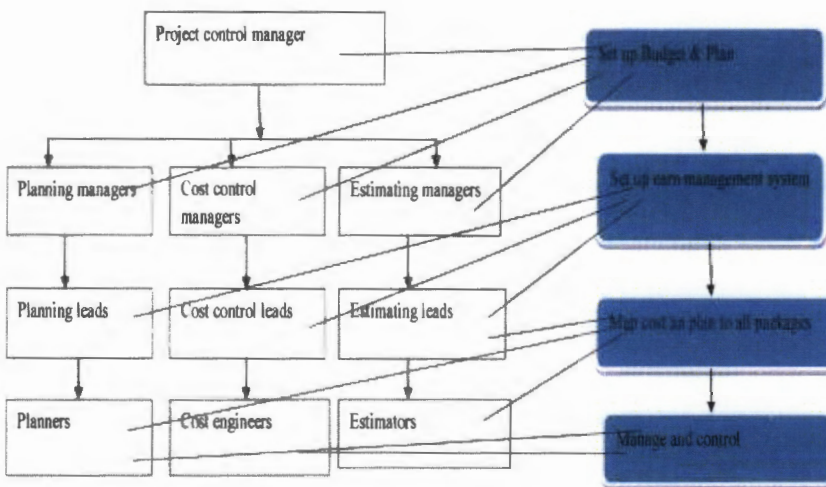 Project control manager
Set up Budget & Plan
Planning managers
Cost control
managers
Estimating managers
Set up earn management system
Planning leads
Cost control leads
Estimating leads
Map cost an plan to all packages
Planners
Cost engineers
Estimators
Manage and control